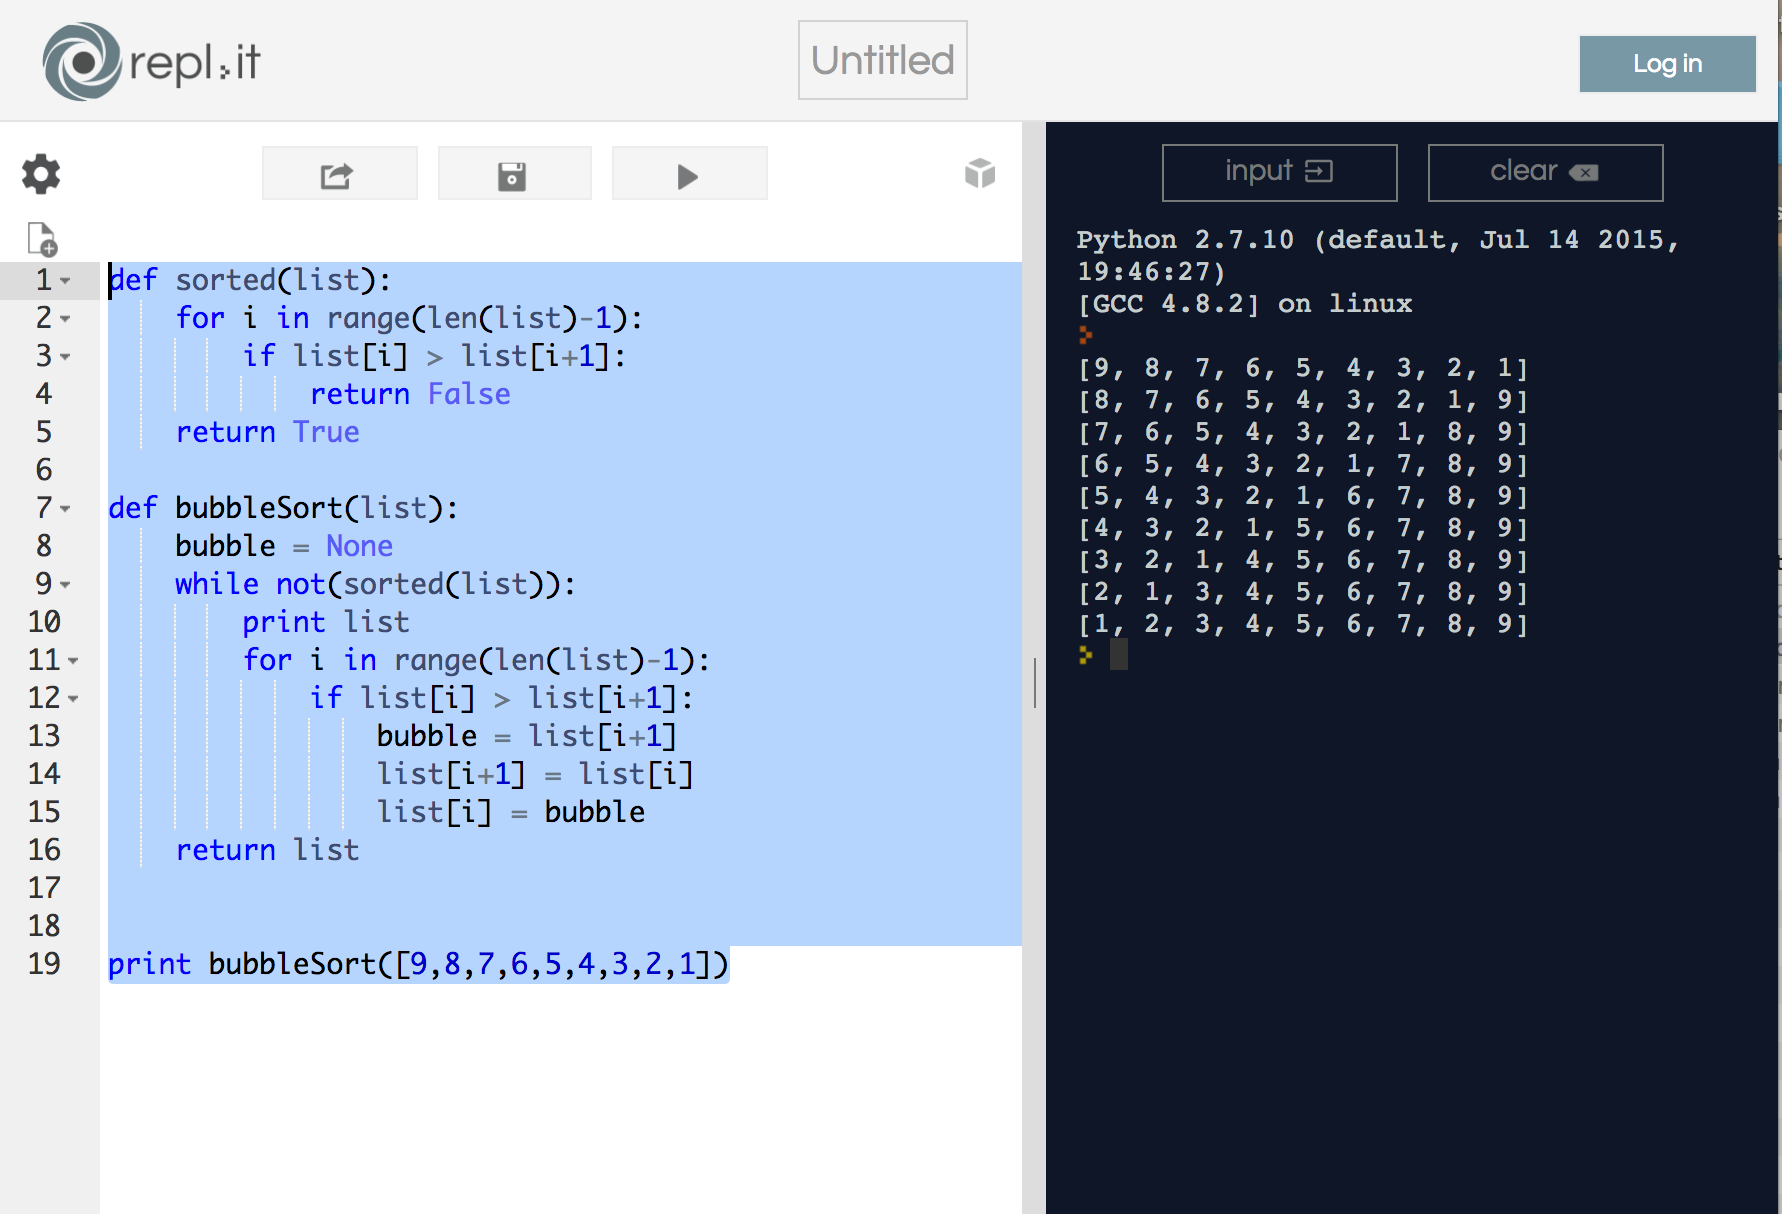 repl.it
Untitled
Log in
input
clear
1 def sorted(list):
2     for i in range(len(list)-1):
3         if list[i] > list[i+1]:
4             return False
5     return True
6
7 def bubbleSort(list):
8     bubble = None
9     while not(sorted(list)):
10         print list
11         for i in range(len(list)-1):
12             if list[i] > list[i+1]:
13                 bubble = list[i+1]
14                 list[i+1] = list[i]
15                 list[i] = bubble
16     return list
17
18
19 print bubbleSort([9,8,7,6,5,4,3,2,1])
Python 2.7.10 (default, Jul 14 2015,
19:46:27)
[GCC 4.8.2] on linux
[9, 8, 7, 6, 5, 4, 3, 2, 1]
[8, 7, 6, 5, 4, 3, 2, 1, 9]
[7, 6, 5, 4, 3, 2, 1, 8, 9]
[6, 5, 4, 3, 2, 1, 7, 8, 9]
[5, 4, 3, 2, 1, 6, 7, 8, 9]
[4, 3, 2, 1, 5, 6, 7, 8, 9]
[3, 2, 1, 4, 5, 6, 7, 8, 9]
[2, 1, 3, 4, 5, 6, 7, 8, 9]
[1, 2, 3, 4, 5, 6, 7, 8, 9]